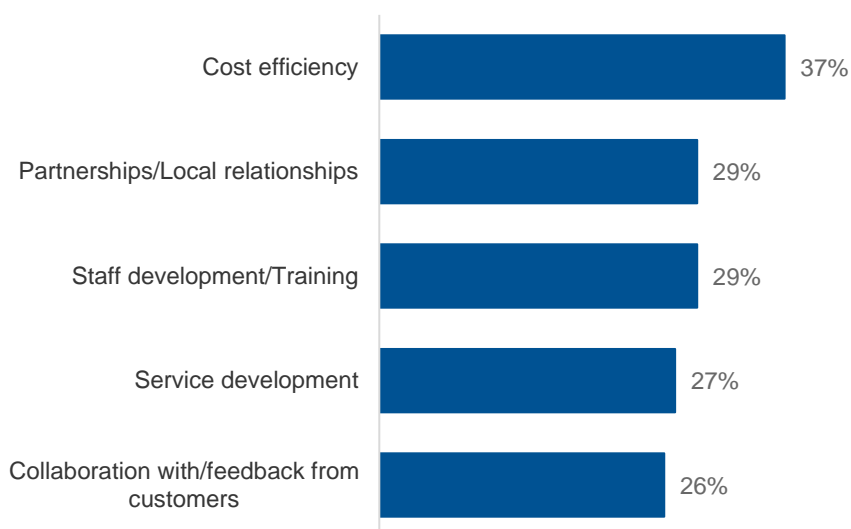 Cost efficiency
37%
Partnerships/Local relationships
29%
Staff development/Training
29%
Service development
27%
Collaboration with/feedback from
customers
26%